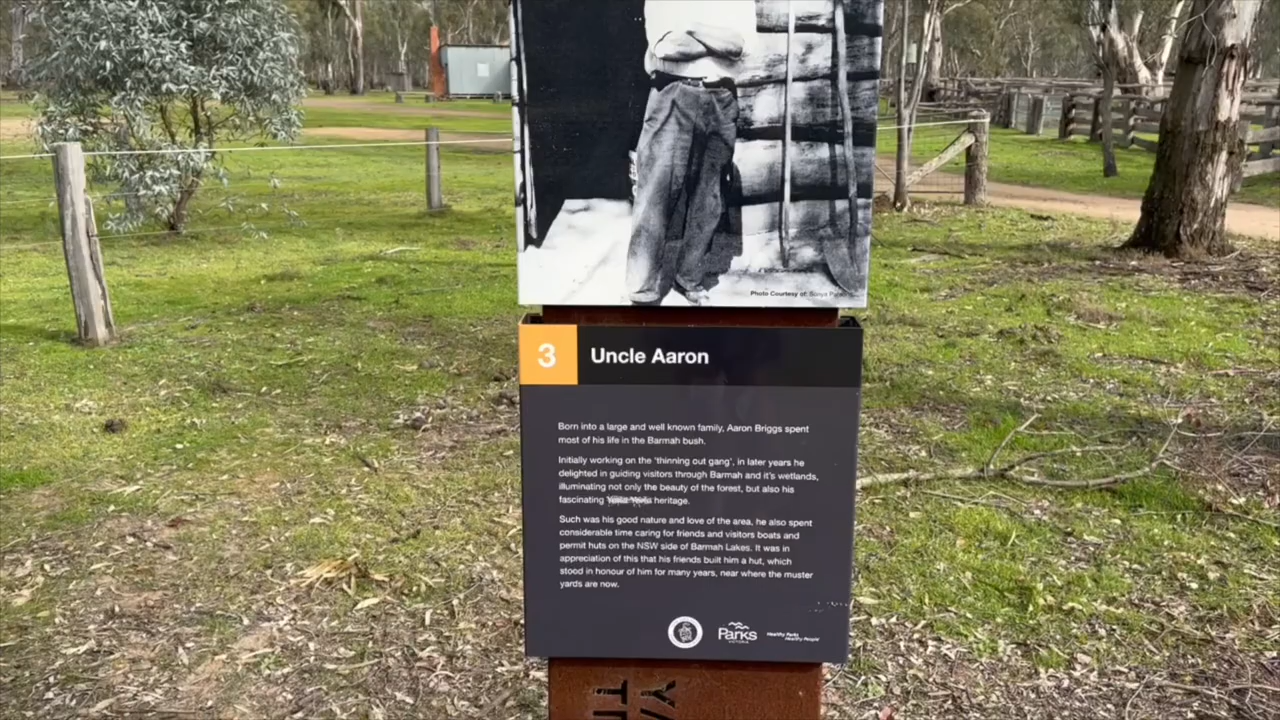 Photo Courtesy of: Sonya
3
Uncle Aaron
Born into a large and well known family, Aaron Briggs spent
most of his life in the Barmah bush.
Initially working on the 'thinning out gang', in later years he
delighted in guiding visitors through Barmah and it's wetlands,
illuminating not only the beauty of the forest, but also his
fascinating heritage.
Such was his good nature and love of the area, he also spent
considerable time caring for friends and visitors boats and
permit huts on the NSW side of Barmah Lakes. It was in
appreciation of this that his friends built him a hut, which
stood in honour of him for many years, near where the muster
yards are now.
Parks
VICTORIA
Healthy Parks
Healthy People